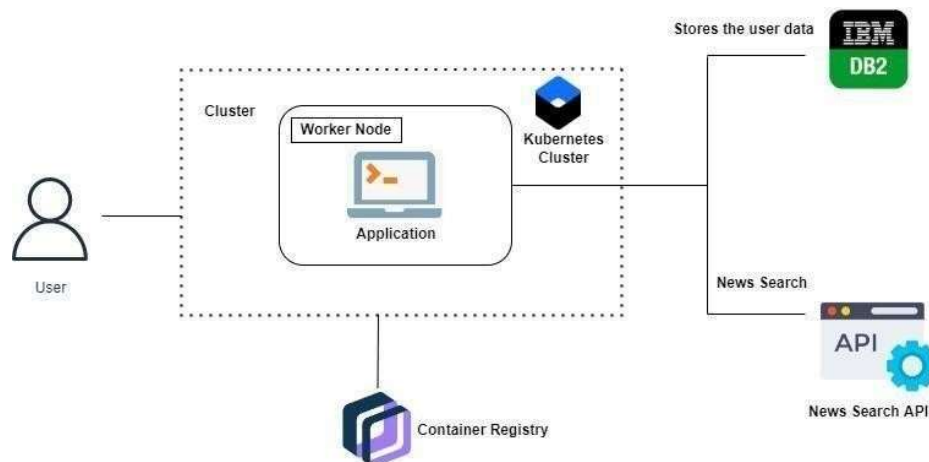 Stores the user data
IBM
DB2
Cluster
Worker Node
Kubernetes
Cluster
Application
User
News Search
API
News Search API
Container Registry